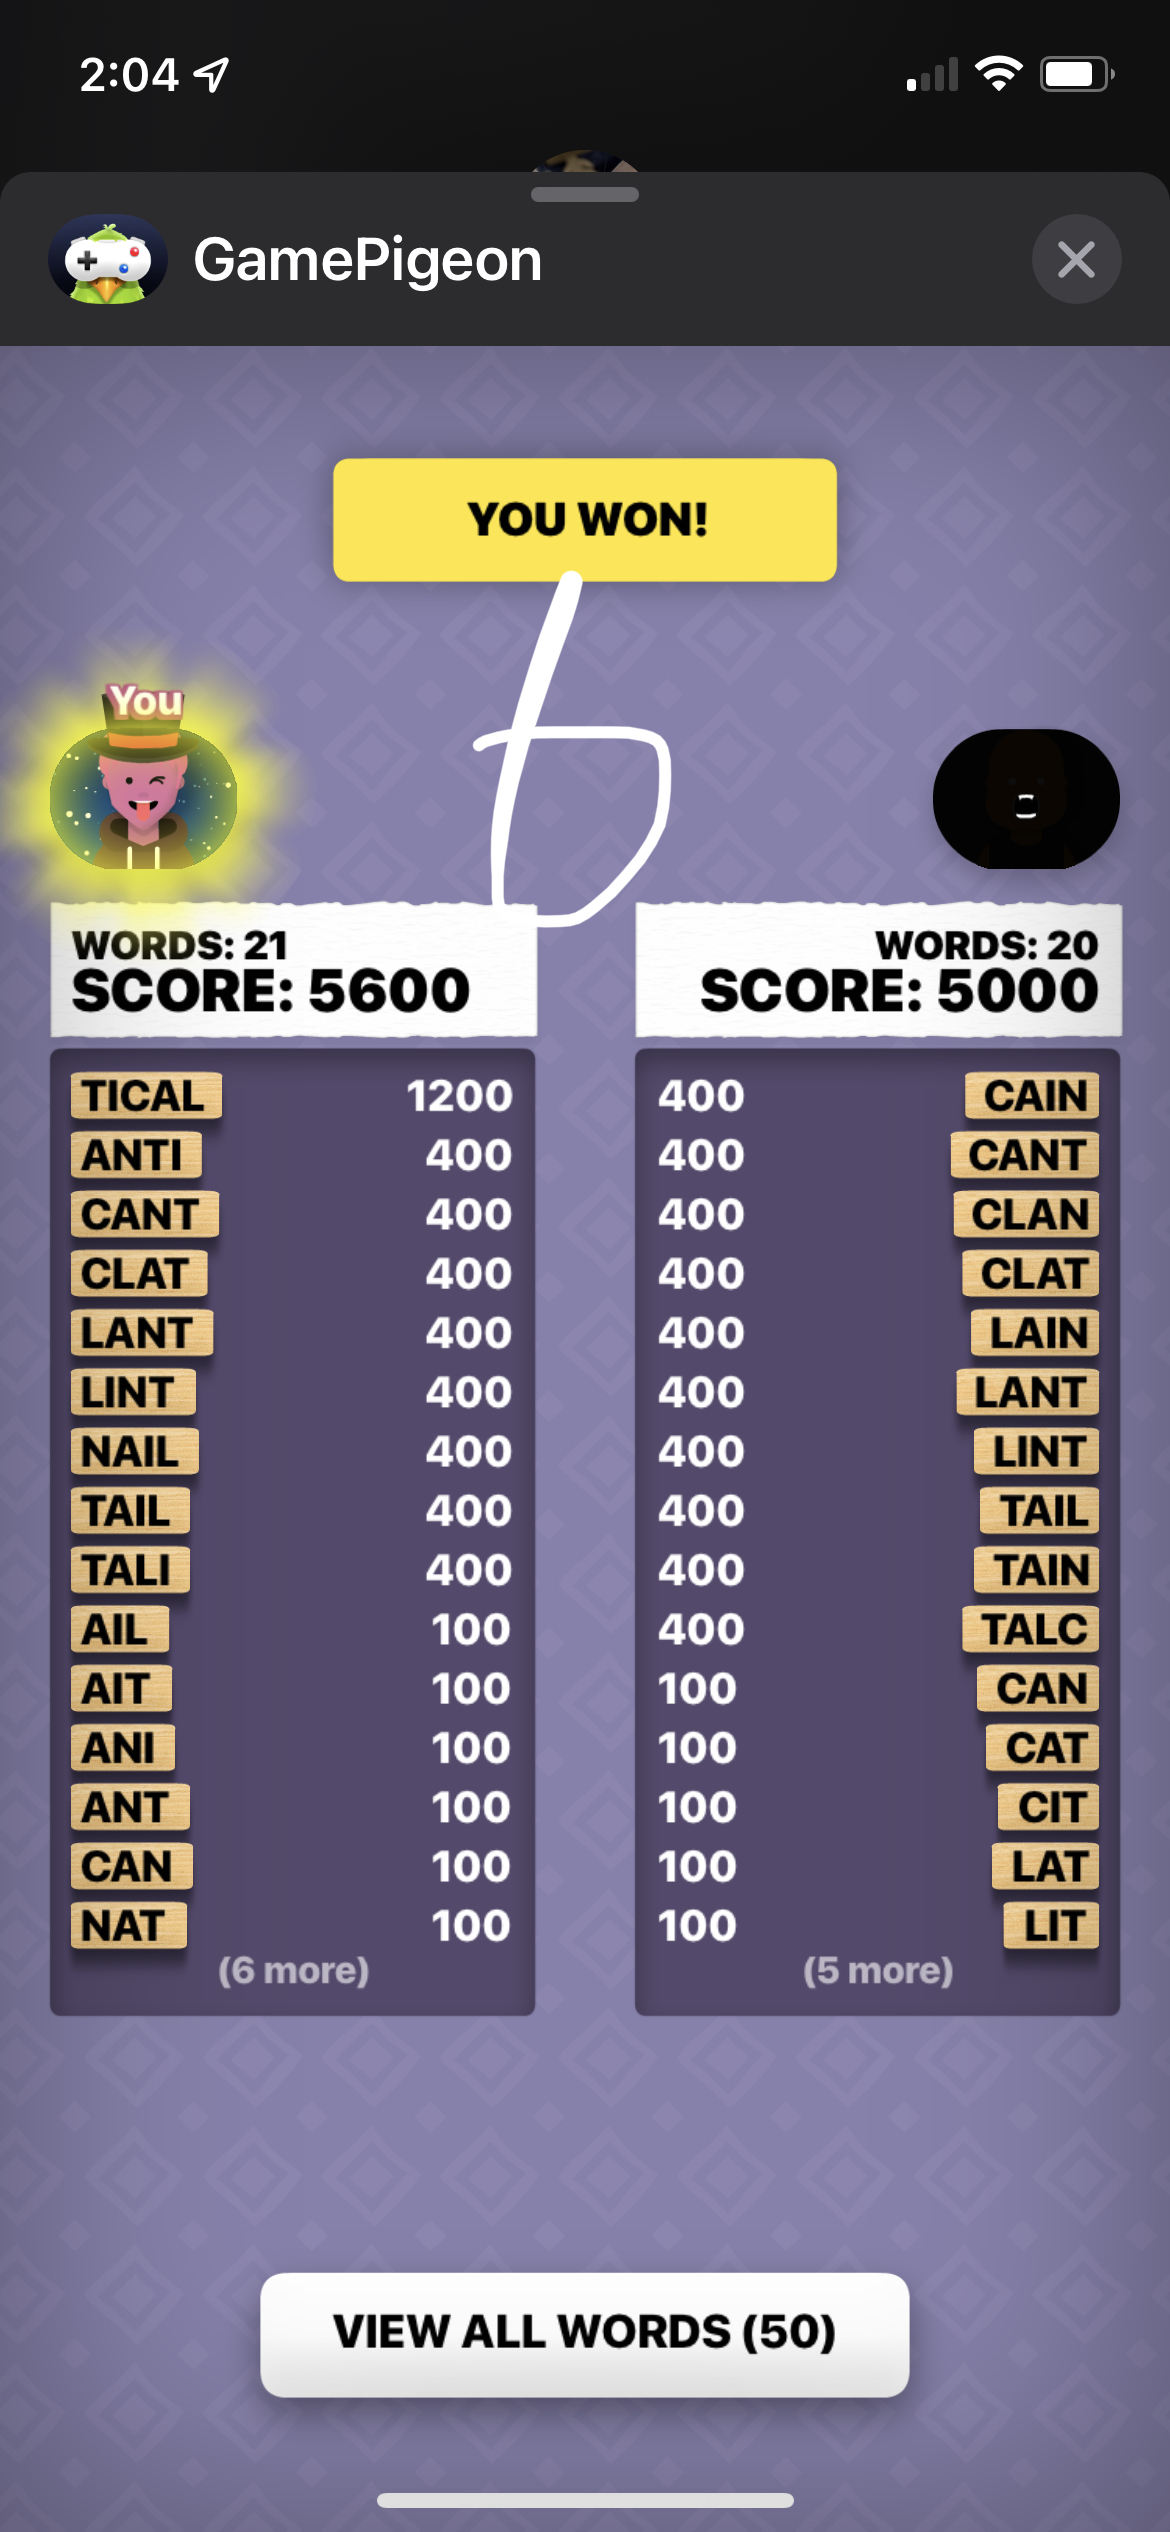 2:04
GamePigeon
YOU WON!
6
You
WORDS: 21
SCORE: 5600
WORDS: 20
SCORE: 5000
TICAL 1200
ANTI 400
CANT 400
CLAT 400
LANT 400
LINT 400
NAIL 400
TAIL 400
TALI 400
AIL 100
AIT 100
ANI 100
ANT 100
CAN 100
NAT 100
(6 more)
400 CAIN
400 CANT
400 CLAN
400 CLAT
400 LAIN
400 LANT
400 LINT
400 TAIL
400 TAIN
400 TALC
100 CAN
100 CAT
100 CIT
100 LAT
100 LIT
(5 more)
VIEW ALL WORDS (50)